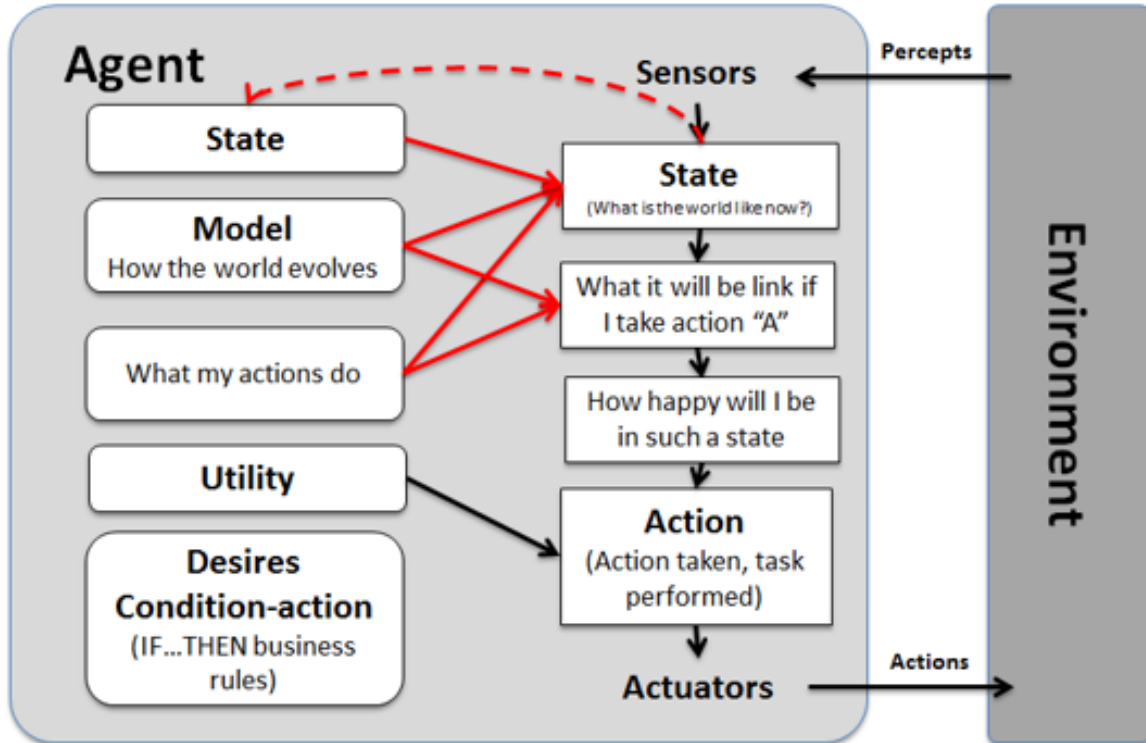 Agent
State
Model
How the world evolves
What my actions do
Utility
Desires
Condition-action
(IF...THEN business
rules)
Sensors
State
(What is the world like now?)
What it will be link if
I take action “A”
How happy will I be
in such a state
Action
(Action taken, task
performed)
Actuators
Percepts
Actions
Environment